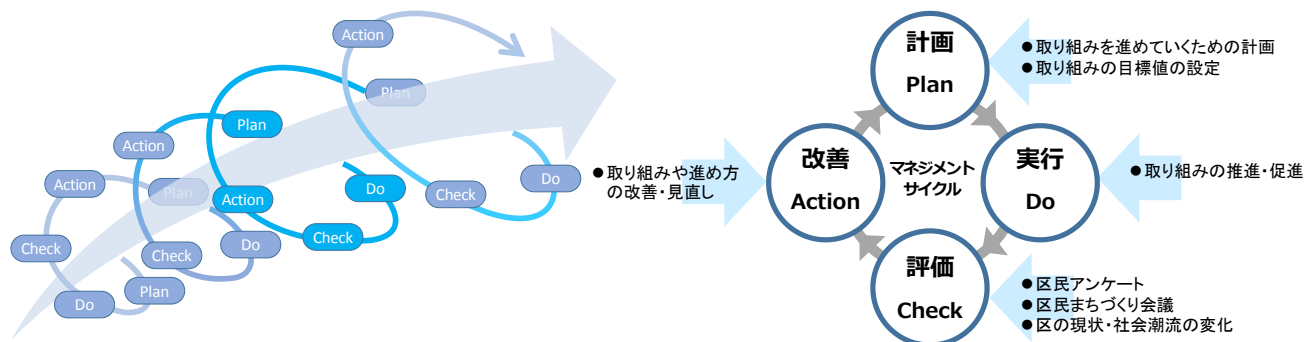 Action
Plan
Plan
Action
Action
Plan
Do
Action
Do
Check
Check
Check
Do
Check
Plan
Do
計画
Plan
●取り組みを進めていくための計画
●取り組みの目標値の設定
●取り組みや進め方
の改善・見直し
改善
Action
マネジメント
サイクル
実行
Do
●取り組みの推進・促進
評価
Check
●区民アンケート
●区民まちづくり会議
●区の現状・社会潮流の変化